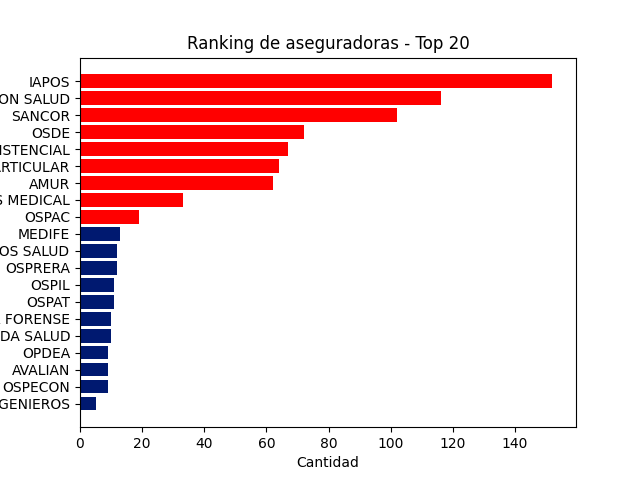 Ranking de aseguradoras - Top 20
IAPOS
ON SALUD
SANCOR
OSDE
ISTENCIAL
ARTICULAR
AMUR
S MEDICAL
OSPAC
MEDIFE
OS SALUD
OSPRERA
OSPIL
OSPAT
FORENSE
DA SALUD
OPDEA
AVALIAN
OSPECON
GENIEROS
0 20 40 60 80 100 120 140
Cantidad